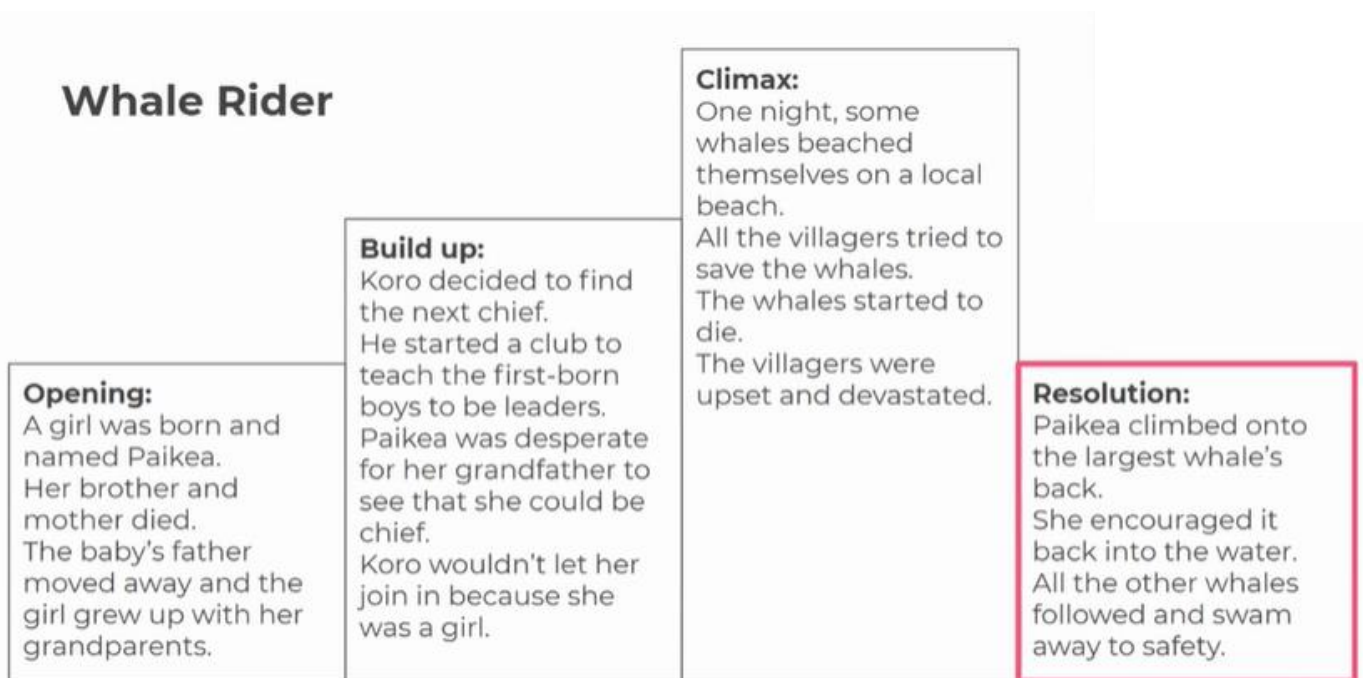 Whale Rider
Opening:
A girl was born and
named Paikea.
Her brother and
mother died.
The baby's father
moved away and the
girl grew up with her
grandparents.
Build up:
Koro decided to find
the next chief.
He started a club to
teach the first-born
boys to be leaders.
Paikea was desperate
for her grandfather to
see that she could be
chief.
Koro wouldn't let her
join in because she
was a girl.
Climax:
One night, some
whales beached
themselves on a local
beach.
All the villagers tried to
save the whales.
The whales started to
die.
The villagers were
upset and devastated.
Resolution:
Paikea climbed onto
the largest whale's
back.
She encouraged it
back into the water.
All the other whales
followed and swam
away to safety.